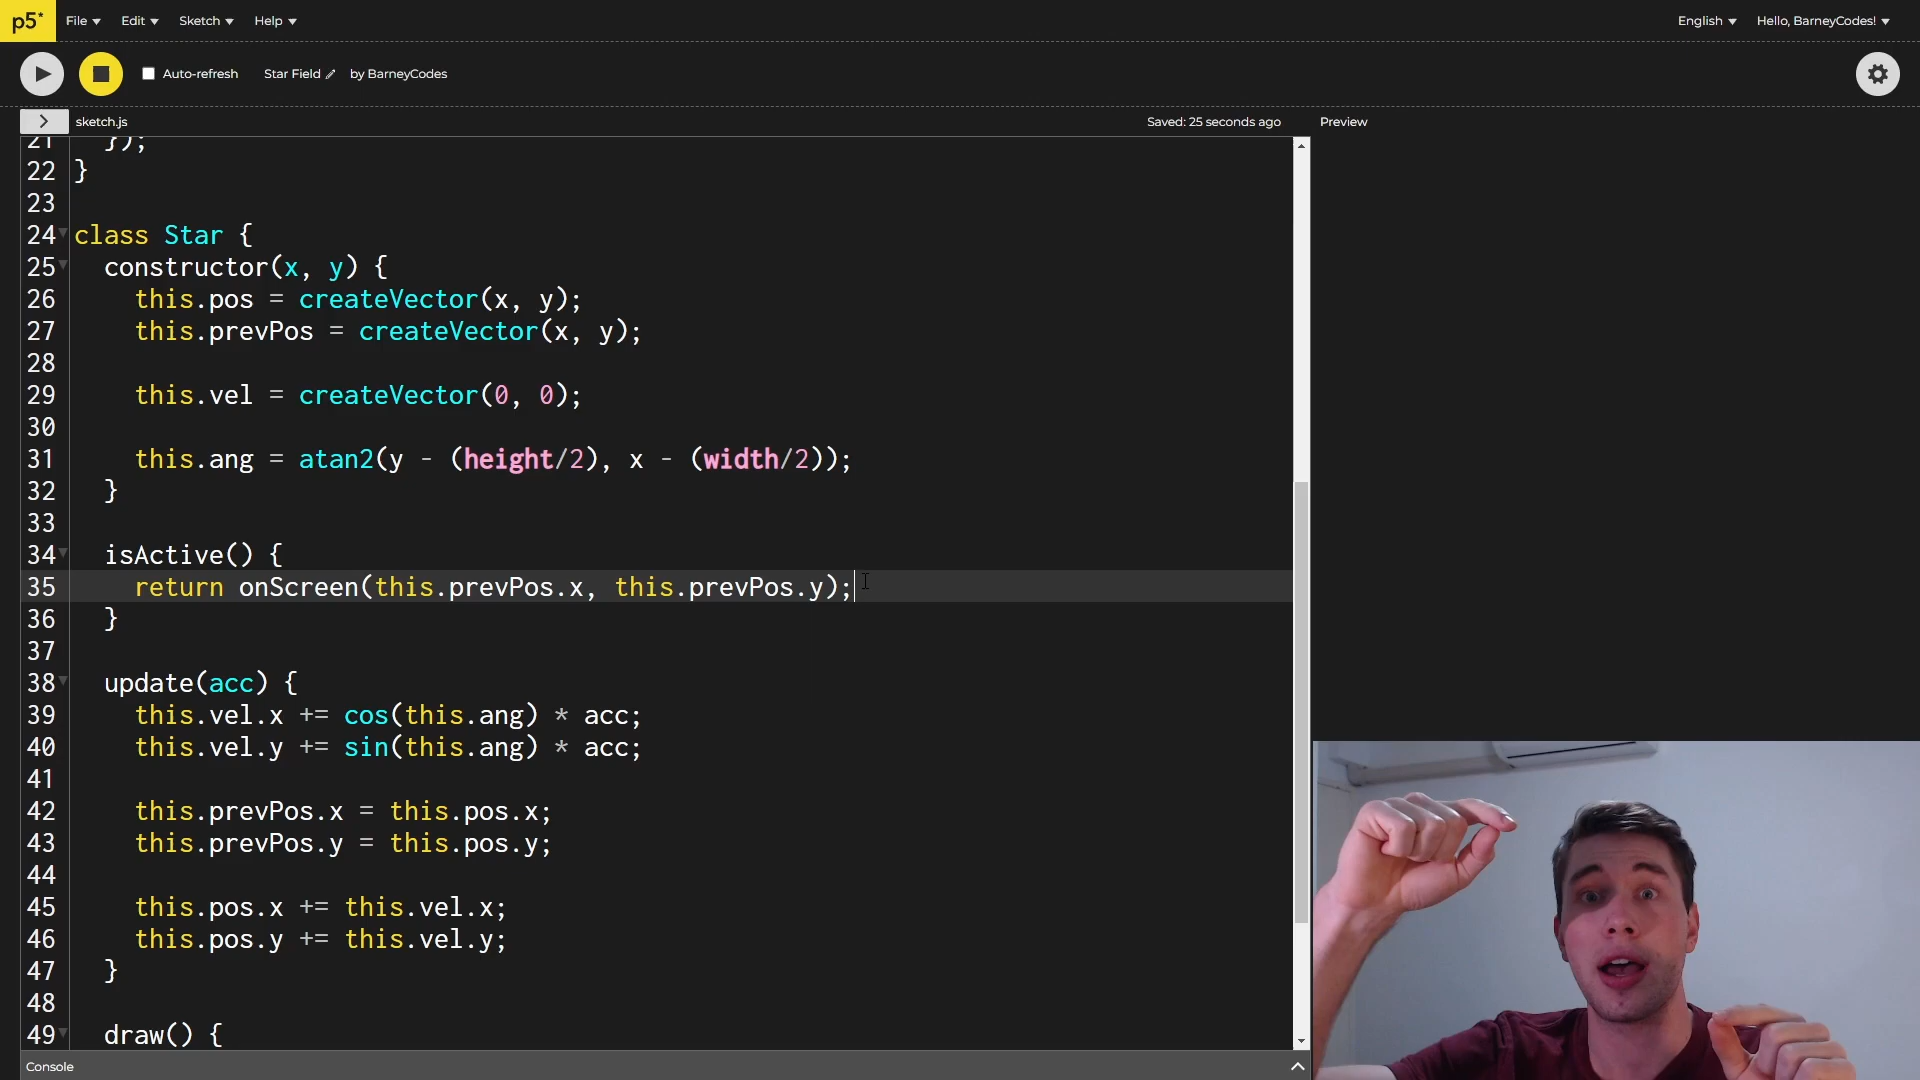 p5*
File
Edit
Sketch
Help
English
Hello, BarneyCodes!
Auto-refresh
Star Field
by BarneyCodes
sketch.js
Saved: 25 seconds ago
Preview
21   });
22 }
23
24 class Star {
25   constructor(x, y) {
26     this.pos = createVector(x, y);
27     this.prevPos = createVector(x, y);
28
29     this.vel = createVector(0, 0);
30
31     this.ang = atan2(y - (height/2), x - (width/2));
32   }
33
34   isActive() {
35     return onScreen(this.prevPos.x, this.prevPos.y);
36   }
37
38   update(acc) {
39     this.vel.x += cos(this.ang) * acc;
40     this.vel.y += sin(this.ang) * acc;
41
42     this.prevPos.x = this.pos.x;
43     this.prevPos.y = this.pos.y;
44
45     this.pos.x += this.vel.x;
46     this.pos.y += this.vel.y;
47   }
48
49   draw() {
Console